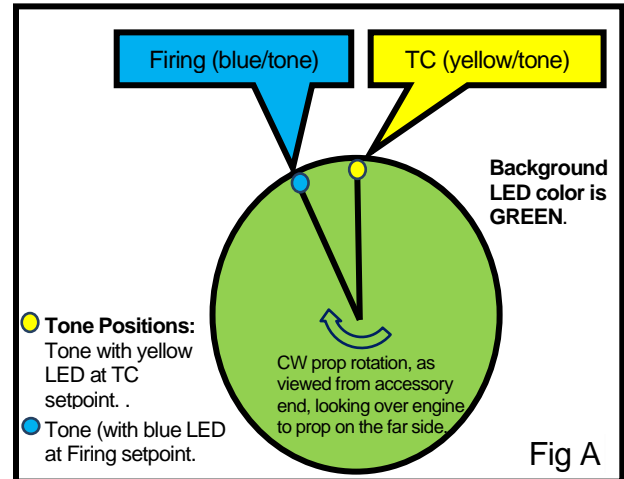 Firing (blue/tone)
TC (yellow/tone)
Background
LED color is
GREEN.
Tone Positions:
Tone with yellow
LED at TC
setpoint. .
Tone (with blue LED
at Firing setpoint.
CW prop rotation, as
viewed from accessory
end, looking over engine
to prop on the far side.
Fig A